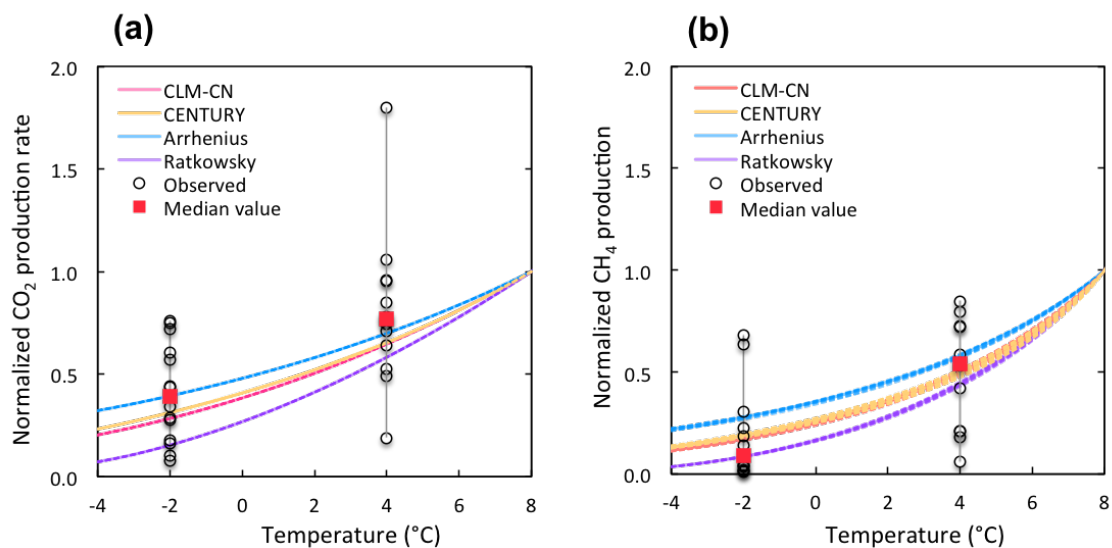 (a)
2.0
1.5
1.0
0.5
0.0
Normalized CO₂ production rate
CLM-CN
CENTURY
Arrhenius
Ratkowsky
Observed
Median value
-4 -2 0 2 4 6 8
Temperature (°C)
(b)
2.0
1.5
1.0
0.5
0.0
Normalized CH₄ production
CLM-CN
CENTURY
Arrhenius
Ratkowsky
Observed
Median value
-4 -2 0 2 4 6 8
Temperature (°C)